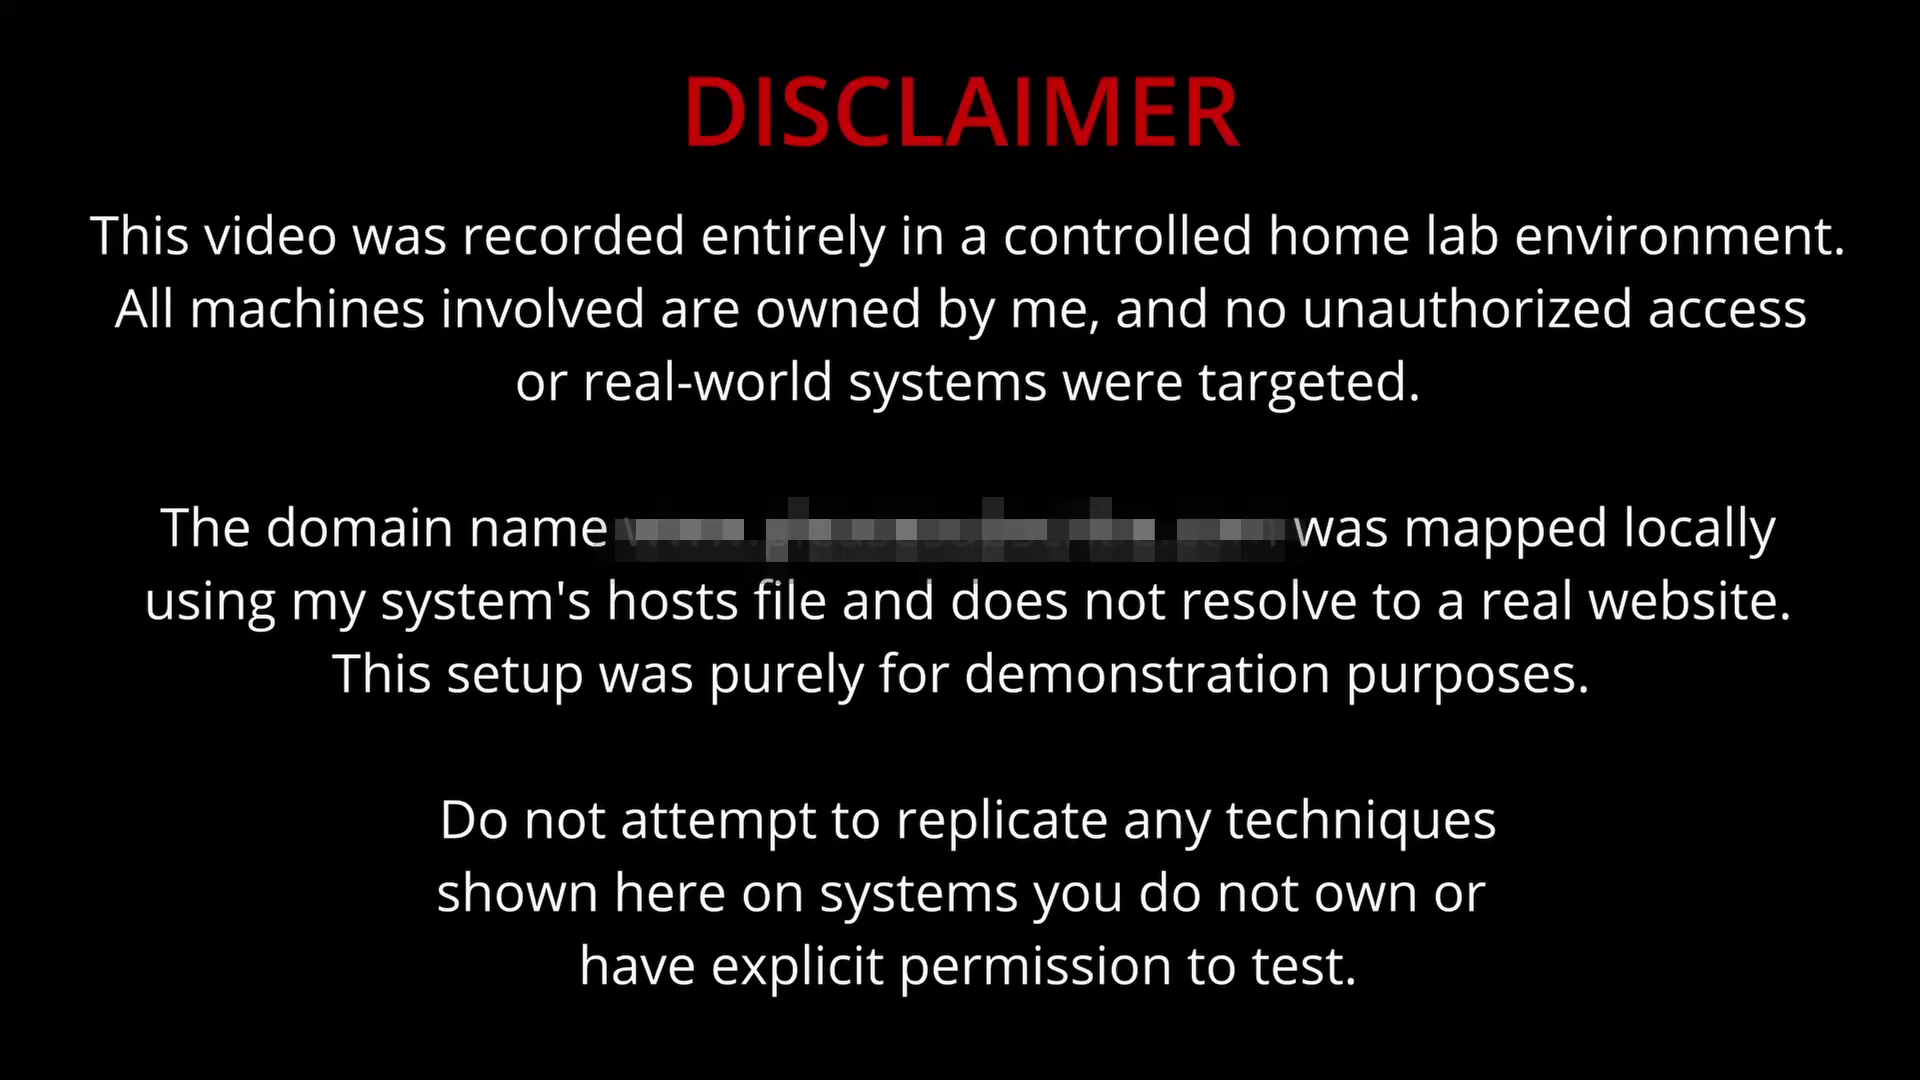 DISCLAIMER
This video was recorded entirely in a controlled home lab environment.
All machines involved are owned by me, and no unauthorized access
or real-world systems were targeted.
The domain name was mapped locally
using my system's hosts file and does not resolve to a real website.
This setup was purely for demonstration purposes.
Do not attempt to replicate any techniques
shown here on systems you do not own or
have explicit permission to test.